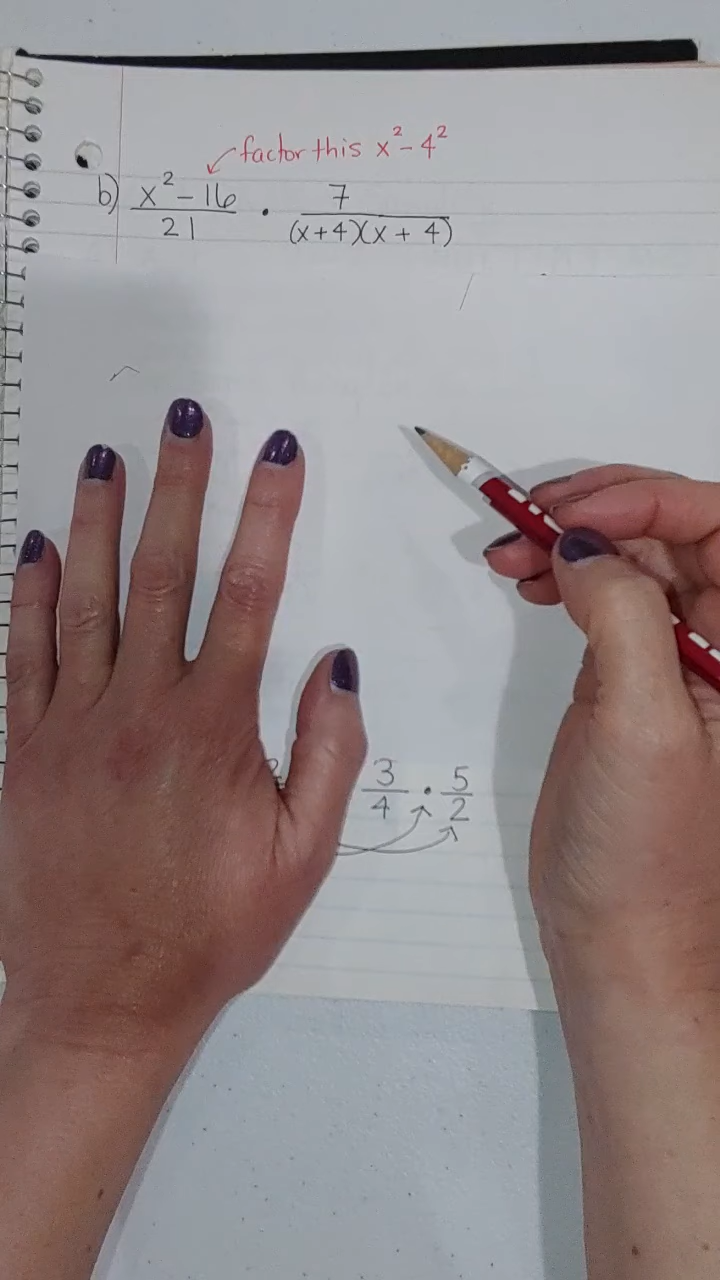 factor this x² - 4²
b) x² - 16 / 21 · 7 / (x + 4)(x + 4)
3/4 · 5/2